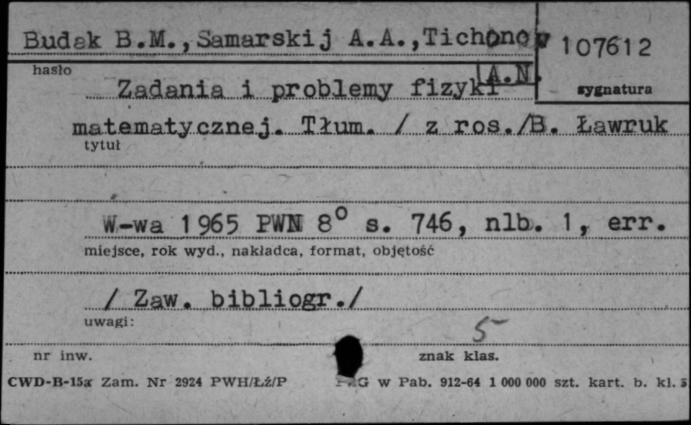 Budak B.M., Samarskij A.A., Tichonow
A.N.
107612
hasło
sygnatura
Zadania i problemy fizyki
matematycznej. Tłum. / z ros./B. Ławruk
tytuł
W-wa 1965 PWN 8° s. 746, nlb. 1, err.
miejsce, rok wyd., nakładca, format, objętość
/ Zaw. bibliogr./
uwagi:
5
nr inw.
znak klas.
CWD-B-15a Zam. Nr 2924 PWH/Łź/P
w Pab. 912-64 1 000 000 szt. kart. b. kl. 5